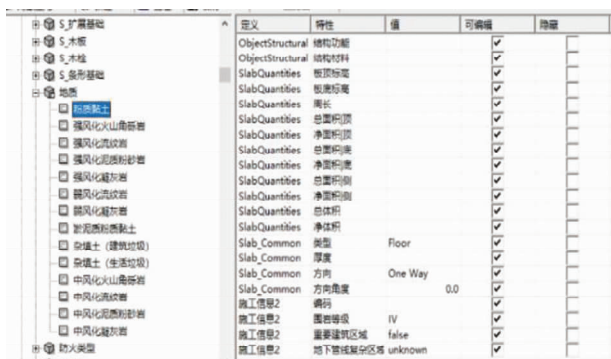 S_扩展基础
S_木板
S_木栓
S_条形基础
地质
粉质黏土
强风化火山角砾岩
强风化流纹岩
强风化泥质粉砂岩
强风化凝灰岩
弱风化流纹岩
弱风化凝灰岩
淤泥质粉质黏土
杂填土（建筑垃圾）
杂填土（生活垃圾）
中风化火山角砾岩
中风化流纹岩
中风化泥质粉砂岩
中风化凝灰岩
防火类型
定义 特性 值 可编辑 隐藏
ObjectStructural 结构功能
ObjectStructural 结构材料
SlabQuantities 板顶标高
SlabQuantities 板底标高
SlabQuantities 周长
SlabQuantities 总面积|顶
SlabQuantities 净面积|顶
SlabQuantities 总面积|底
SlabQuantities 净面积|底
SlabQuantities 总面积|侧
SlabQuantities 净面积|侧
SlabQuantities 总体积
SlabQuantities 净体积
Slab_Common 类型 Floor
Slab_Common 厚度
Slab_Common 方向 One Way
Slab_Common 方向角度 0.0
施工信息2 编码
施工信息2 围岩等级 IV
施工信息2 重要建筑区域 false
施工信息2 地下管线复杂区域 unknown